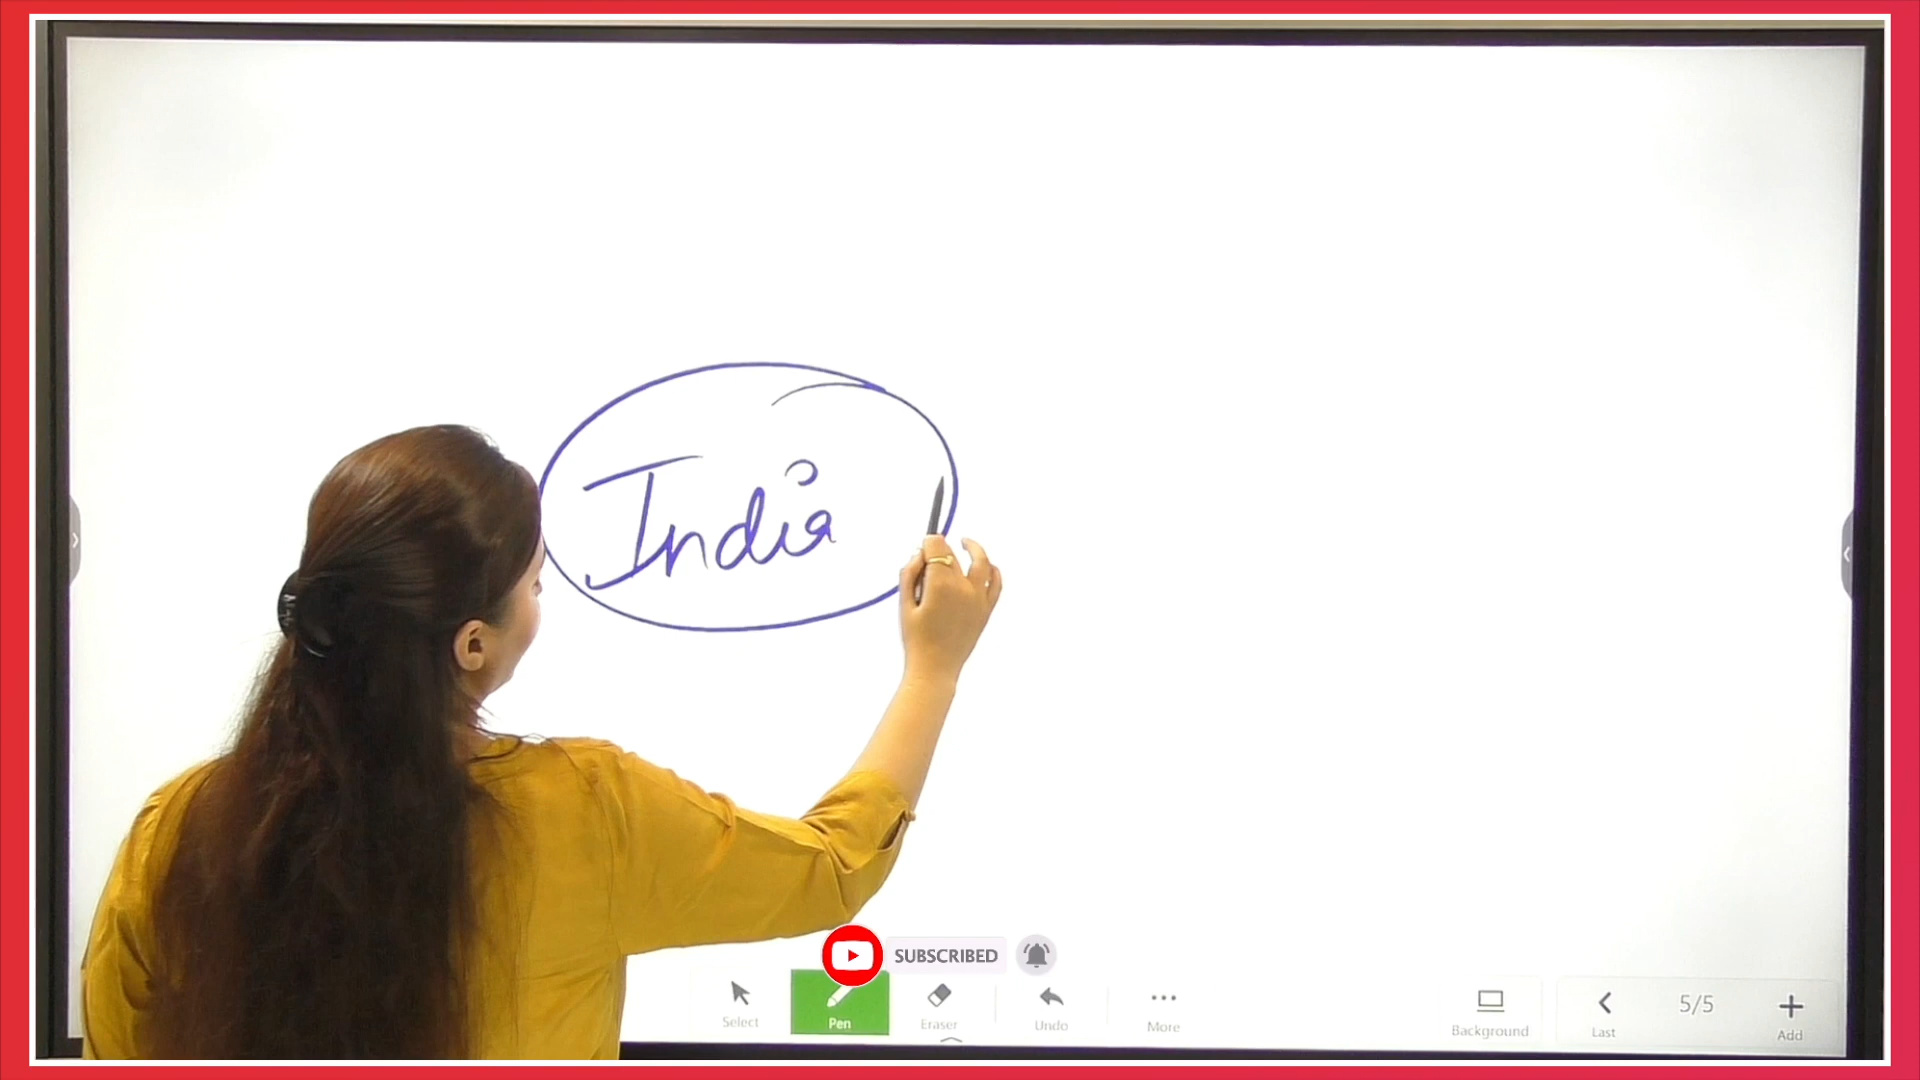 India
SUBSCRIBED
Select
Pen
Eraser
Undo
More
Background
Last
5/5
Add